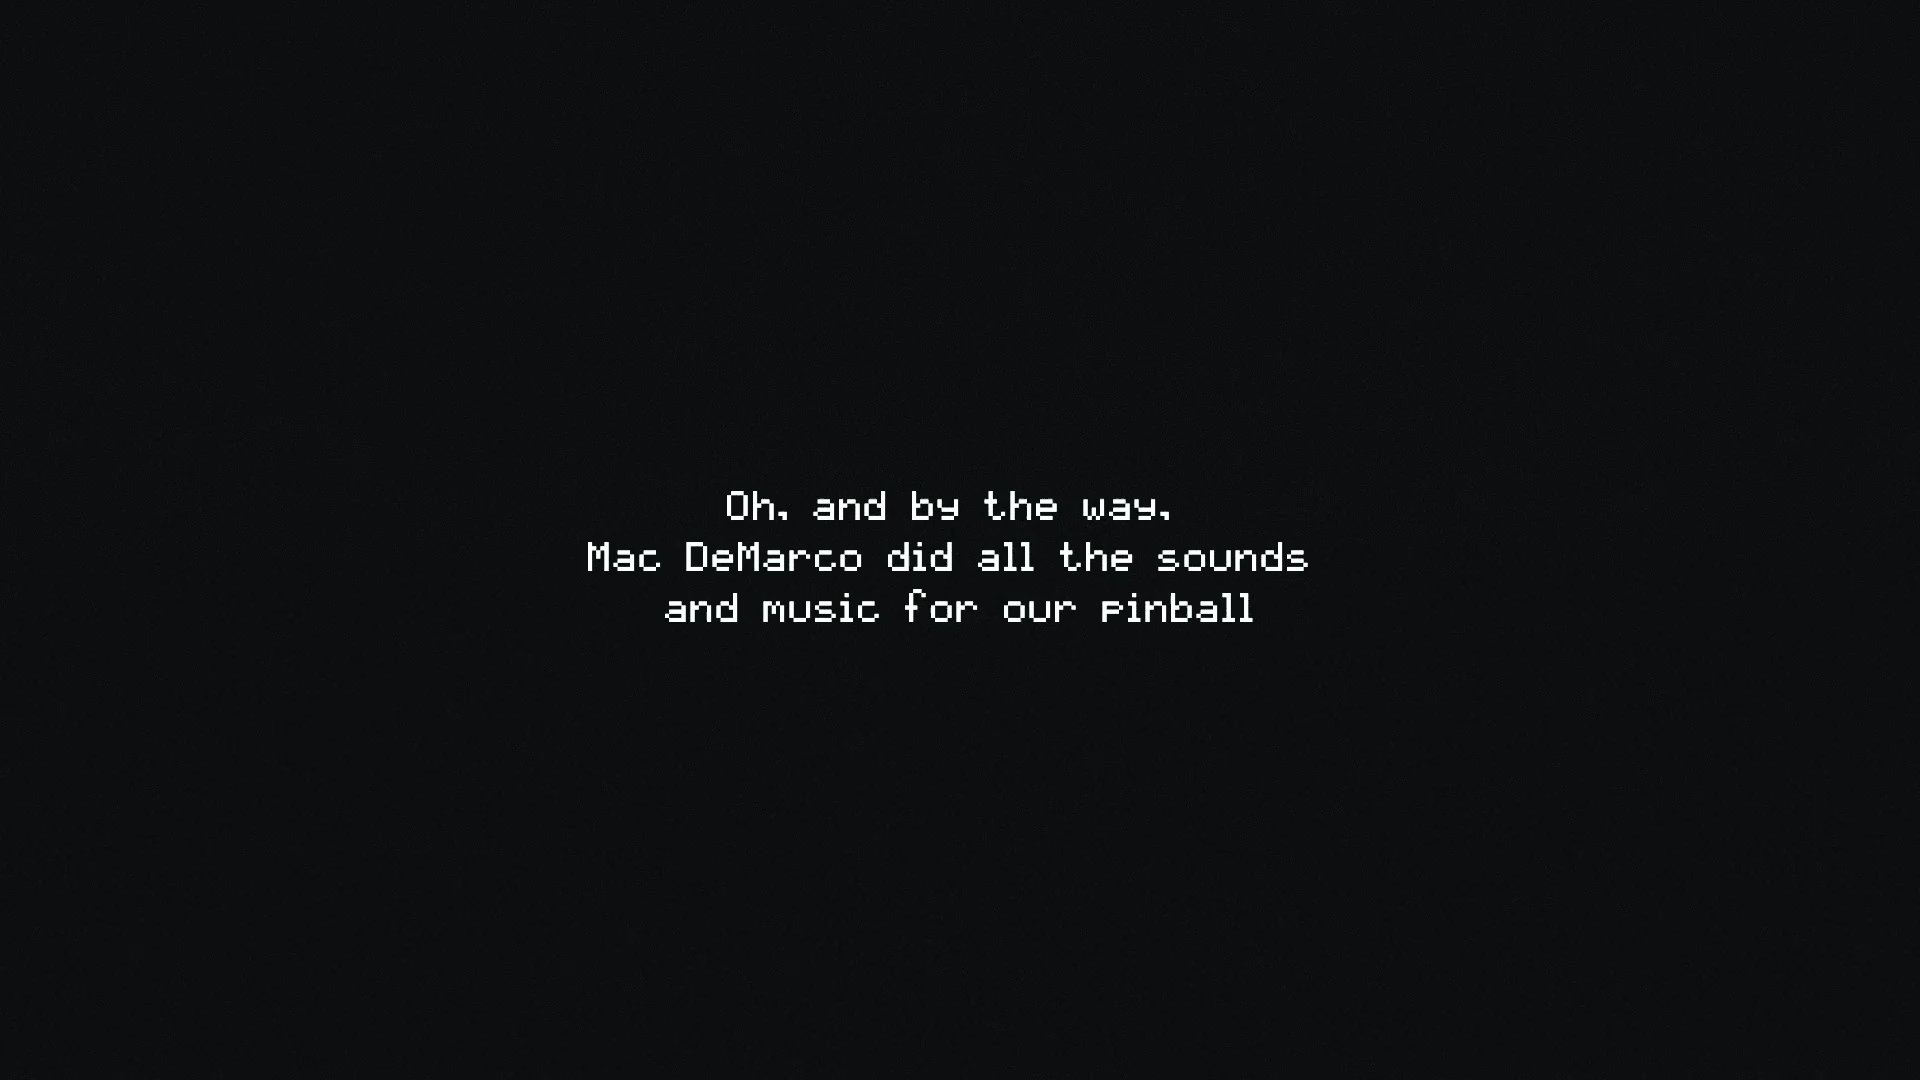 Oh, and by the way,
Mac DeMarco did all the sounds
and music for our pinball